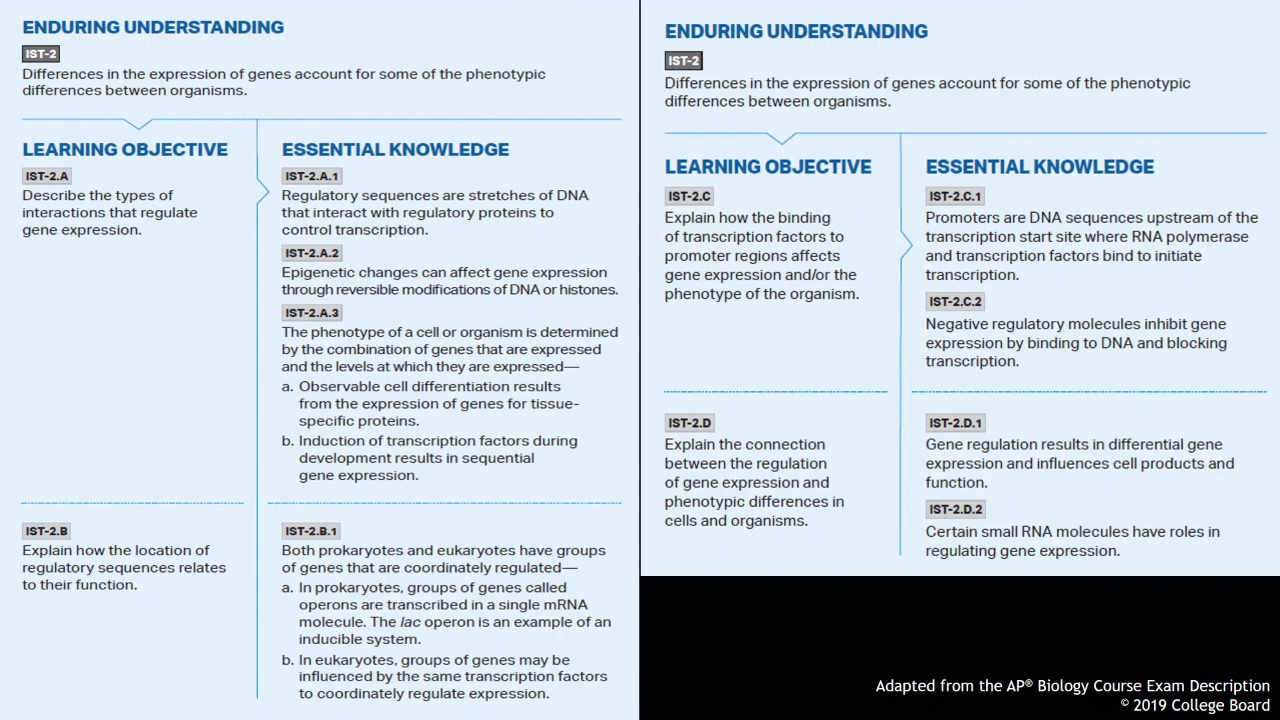 ENDURING UNDERSTANDING
IST-2
Differences in the expression of genes account for some of the phenotypic
differences between organisms.
LEARNING OBJECTIVE
IST-2.A
Describe the types of
interactions that regulate
gene expression.
ESSENTIAL KNOWLEDGE
IST-2.A.1
Regulatory sequences are stretches of DNA
that interact with regulatory proteins to
control transcription.
IST-2.A.2
Epigenetic changes can affect gene expression
through reversible modifications of DNA or histones.
IST-2.A.3
The phenotype of a cell or organism is determined
by the combination of genes that are expressed
and the levels at which they are expressed—
a. Observable cell differentiation results
from the expression of genes for tissue-
specific proteins.
b. Induction of transcription factors during
development results in sequential
gene expression.
IST-2.B
Explain how the location of
regulatory sequences relates
to their function.
IST-2.B.1
Both prokaryotes and eukaryotes have groups
of genes that are coordinately regulated—
a. In prokaryotes, groups of genes called
operons are transcribed in a single mRNA
molecule. The lac operon is an example of an
inducible system.
b. In eukaryotes, groups of genes may be
influenced by the same transcription factors
to coordinately regulate expression.
ENDURING UNDERSTANDING
IST-2
Differences in the expression of genes account for some of the phenotypic
differences between organisms.
LEARNING OBJECTIVE
IST-2.C
Explain how the binding
of transcription factors to
promoter regions affects
gene expression and/or the
phenotype of the organism.
ESSENTIAL KNOWLEDGE
IST-2.C.1
Promoters are DNA sequences upstream of the
transcription start site where RNA polymerase
and transcription factors bind to initiate
transcription.
IST-2.C.2
Negative regulatory molecules inhibit gene
expression by binding to DNA and blocking
transcription.
IST-2.D
Explain the connection
between the regulation
of gene expression and
phenotypic differences in
cells and organisms.
IST-2.D.1
Gene regulation results in differential gene
expression and influences cell products and
function.
IST-2.D.2
Certain small RNA molecules have roles in
regulating gene expression.
Adapted from the AP® Biology Course Exam Description
© 2019 College Board